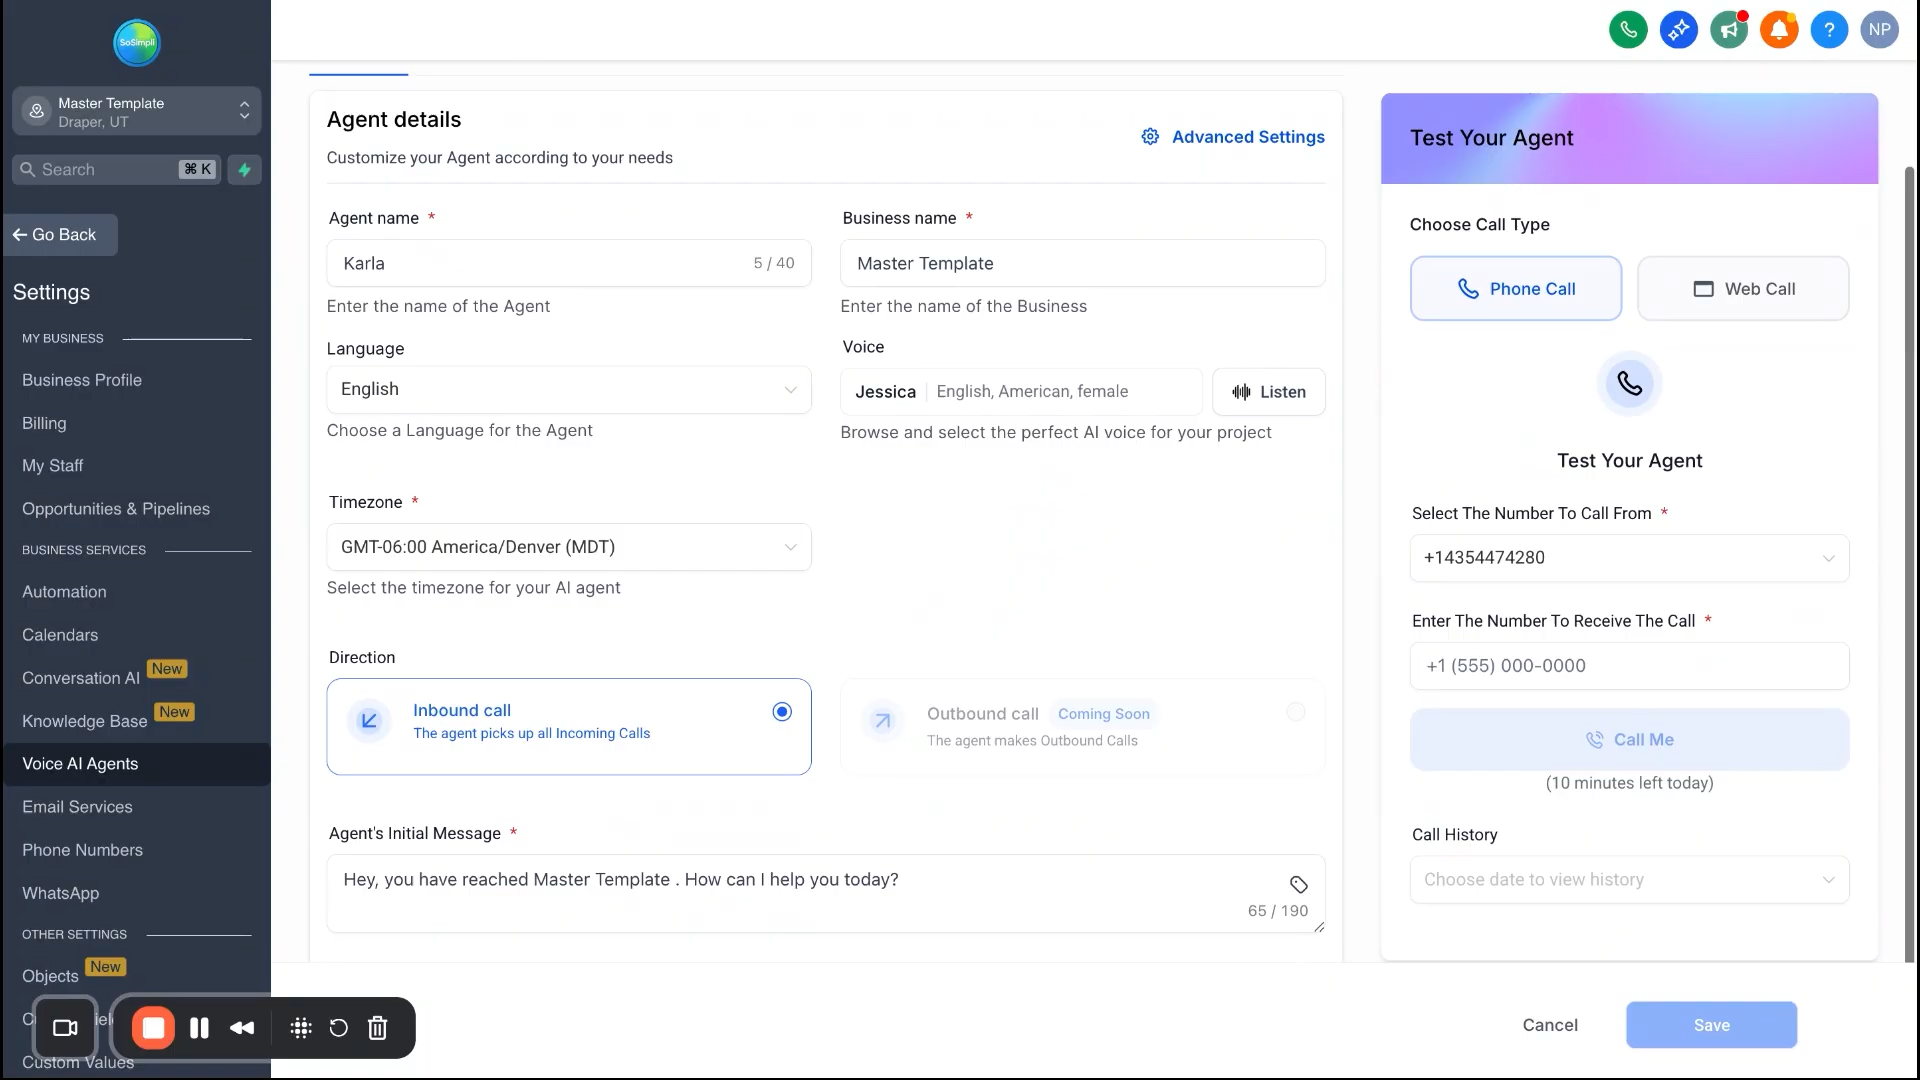 SoSimpli
Master Template
Draper, UT
Search ⌘ K
Go Back
Settings
MY BUSINESS
Business Profile
Billing
My Staff
Opportunities & Pipelines
BUSINESS SERVICES
Automation
Calendars
Conversation AI New
Knowledge Base New
Voice AI Agents
Email Services
Phone Numbers
WhatsApp
OTHER SETTINGS
Objects New
Custom Values
NP
Agent details
Customize your Agent according to your needs
Advanced Settings
Agent name *
Karla 5 / 40
Enter the name of the Agent
Business name *
Master Template
Enter the name of the Business
Language
English
Choose a Language for the Agent
Voice
Jessica English, American, female
Listen
Browse and select the perfect AI voice for your project
Timezone *
GMT-06:00 America/Denver (MDT)
Select the timezone for your AI agent
Direction
Inbound call
The agent picks up all Incoming Calls
Outbound call Coming Soon
The agent makes Outbound Calls
Agent's Initial Message *
Hey, you have reached Master Template . How can I help you today?
65 / 190
Test Your Agent
Choose Call Type
Phone Call
Web Call
Test Your Agent
Select The Number To Call From *
+14354474280
Enter The Number To Receive The Call *
+1 (555) 000-0000
Call Me
(10 minutes left today)
Call History
Choose date to view history
Cancel
Save